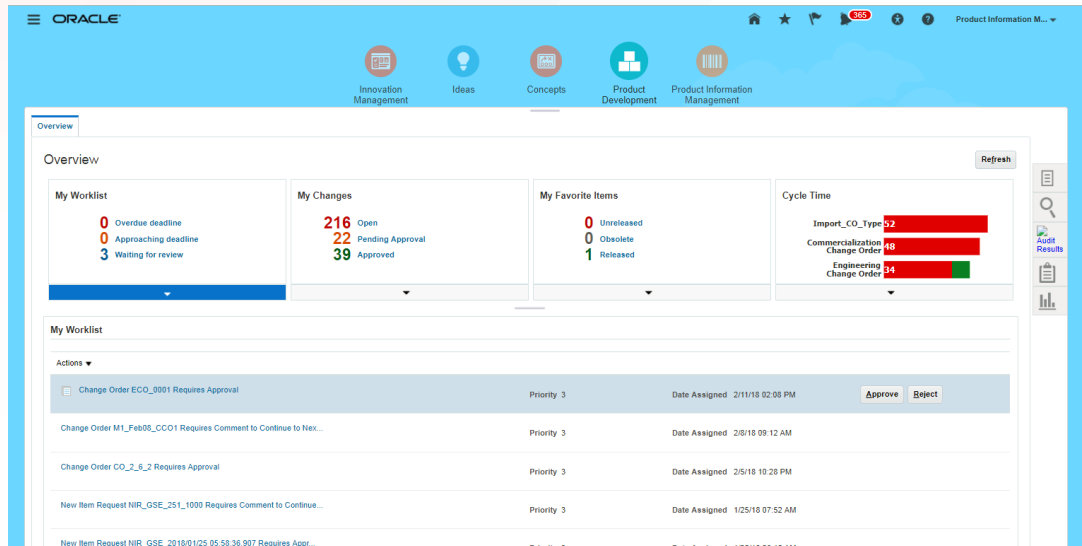 ORACLE
365
Product Information M...
Innovation Management
Ideas
Concepts
Product Development
Product Information Management
Overview
Overview
Refresh
My Worklist
0 Overdue deadline
0 Approaching deadline
3 Waiting for review
My Changes
216 Open
22 Pending Approval
39 Approved
My Favorite Items
0 Unreleased
0 Obsolete
1 Released
Cycle Time
Import_CO_Type 52
Commercialization Change Order 48
Engineering Change Order 34
Audit Results
My Worklist
Actions
Change Order ECO_0001 Requires Approval Priority 3 Date Assigned 2/11/18 02:08 PM Approve Reject
Change Order M1_Feb08_CCO1 Requires Comment to Continue to Nex... Priority 3 Date Assigned 2/8/18 09:12 AM
Change Order CO_2_6_2 Requires Approval Priority 3 Date Assigned 2/5/18 10:28 PM
New Item Request NIR_GSE_251_1000 Requires Comment to Continue... Priority 3 Date Assigned 1/25/18 07:52 AM
New Item Request NIR_GSE_2018/01/25 05:58:36.907 Requires Appr...